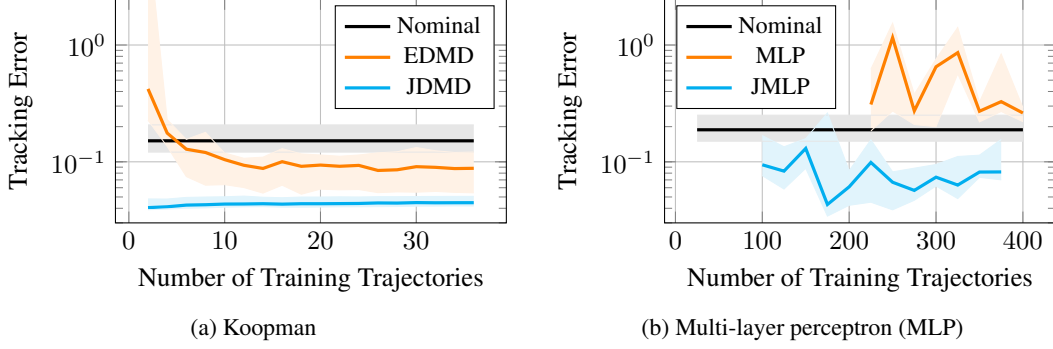 Nominal
EDMD
JDMD
10^0
10^-1
Tracking Error
0
10
20
30
Number of Training Trajectories
(a) Koopman
Nominal
MLP
JMLP
10^0
10^-1
Tracking Error
0
100
200
300
400
Number of Training Trajectories
(b) Multi-layer perceptron (MLP)